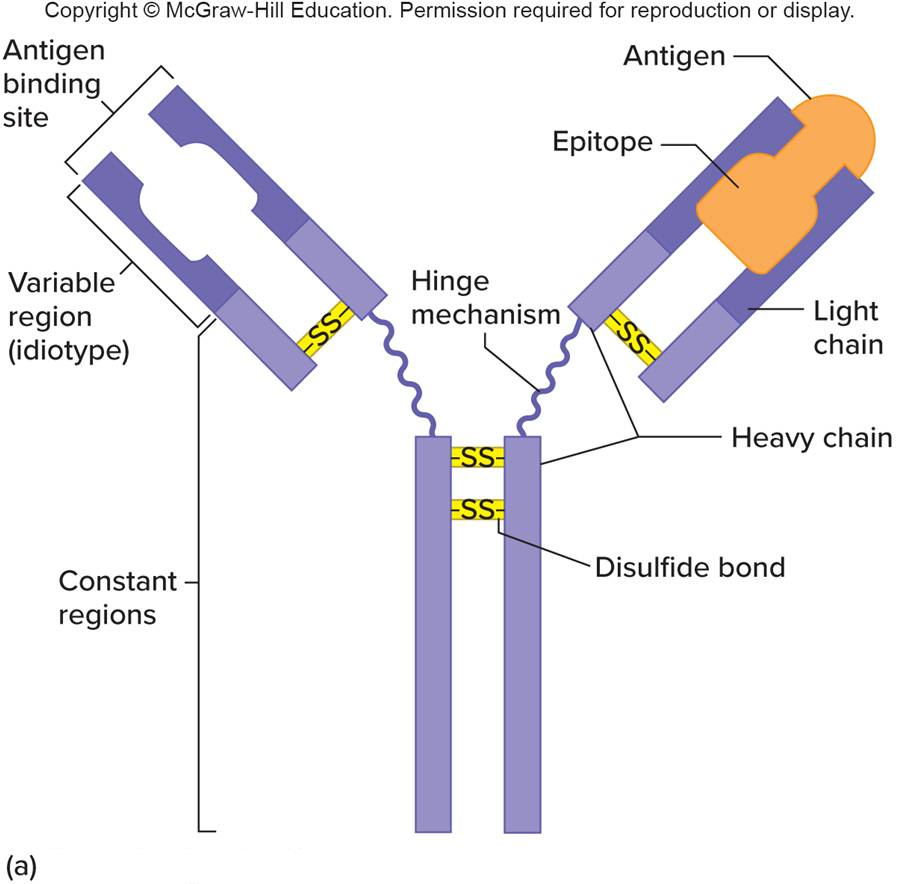 Copyright © McGraw-Hill Education. Permission required for reproduction or display.
Antigen
binding
site
Antigen
Epitope
Variable
region
(idiotype)
Hinge
mechanism
-SS-
-SS-
Light
chain
Heavy chain
-SS-
-SS-
Disulfide bond
Constant
regions
(a)